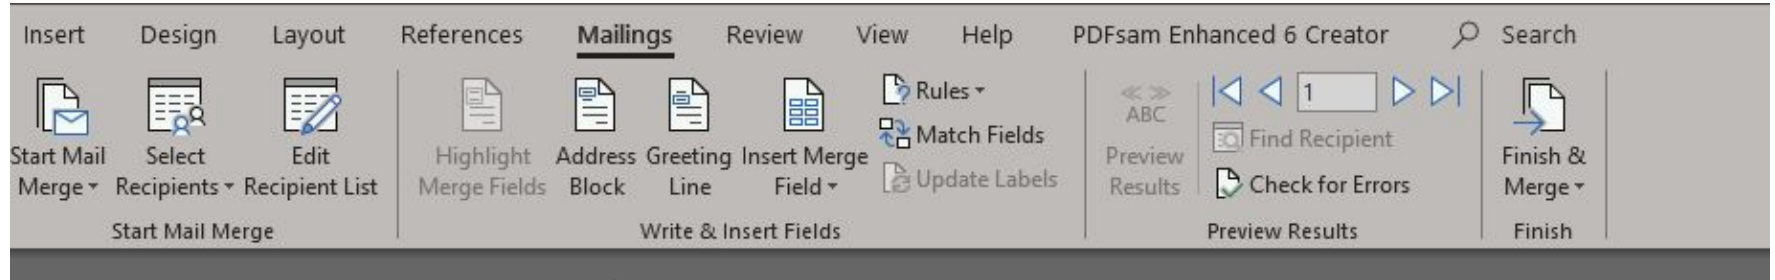 Insert Design Layout References Mailings Review View Help PDFsam Enhanced 6 Creator Search
Start Mail Merge
Select Recipients
Edit Recipient List
Start Mail Merge
Highlight Merge Fields
Address Block
Greeting Line
Insert Merge Field
Rules
Match Fields
Update Labels
Write & Insert Fields
ABC
Preview Results
1
Find Recipient
Check for Errors
Preview Results
Finish & Merge
Finish